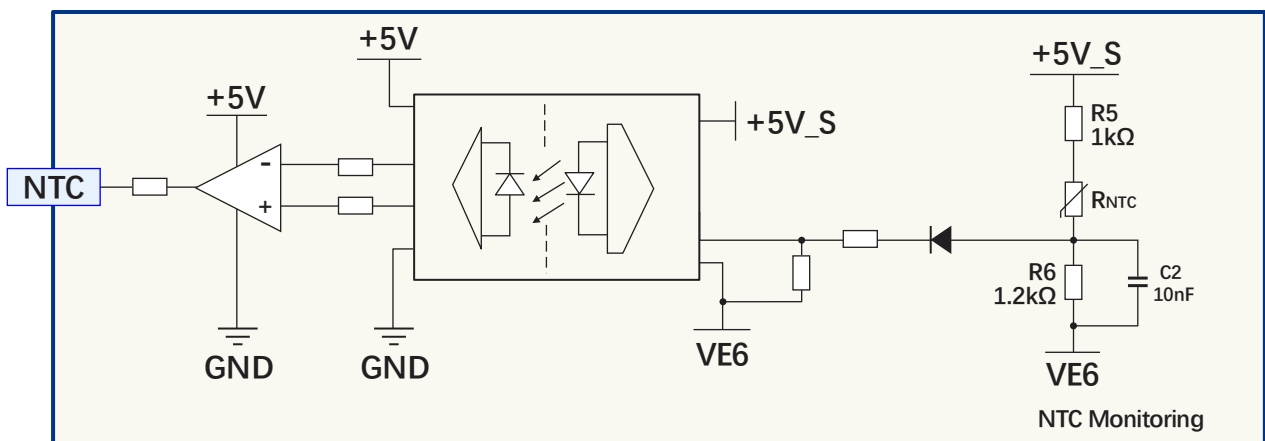 +5V
+5V_S
+5V
+5V_S
R5
1kΩ
NTC
-
+
RNTC
R6
1.2kΩ
C2
10nF
GND
GND
VE6
VE6
NTC Monitoring